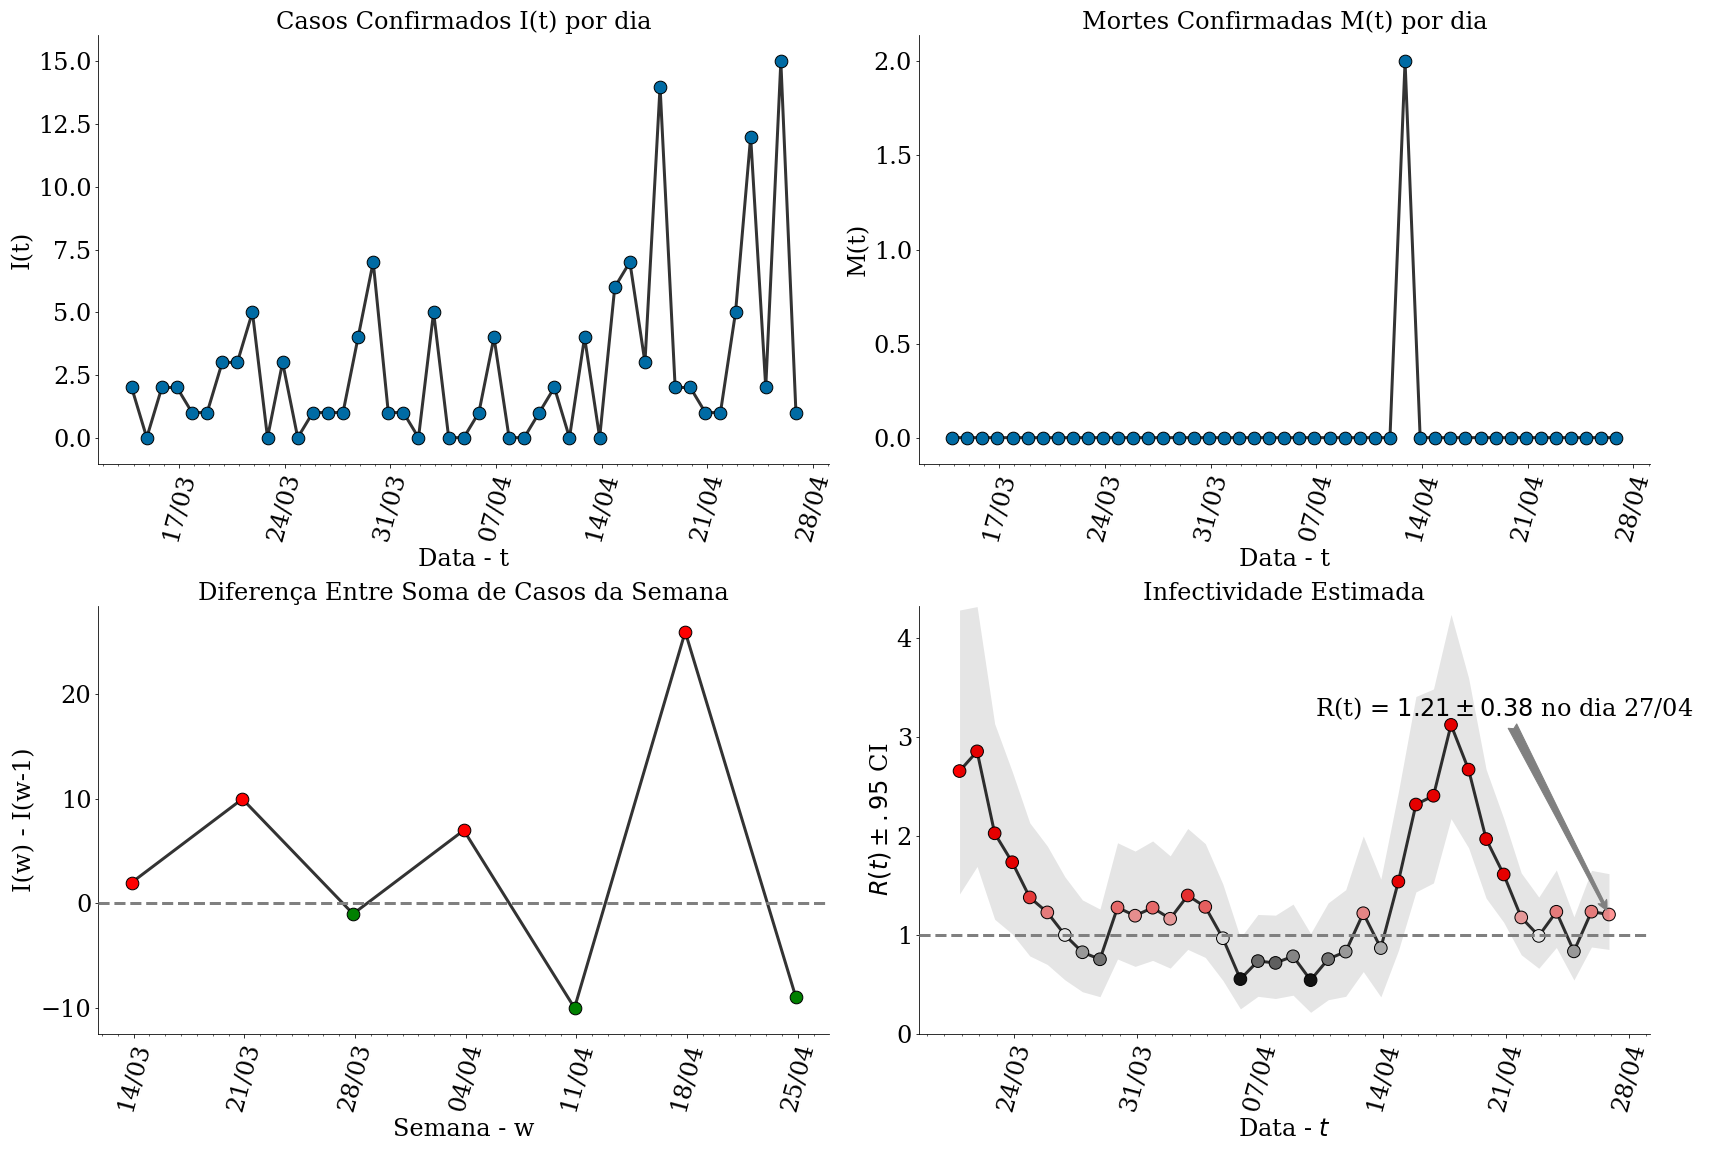 Casos Confirmados I(t) por dia
15.0
12.5
10.0
7.5
5.0
2.5
0.0
I(t)
17/03 24/03 31/03 07/04 14/04 21/04 28/04
Data - t
Mortes Confirmadas M(t) por dia
2.0
1.5
1.0
0.5
0.0
M(t)
17/03 24/03 31/03 07/04 14/04 21/04 28/04
Data - t
Diferença Entre Soma de Casos da Semana
20
10
0
−10
I(w) - I(w-1)
14/03 21/03 28/03 04/04 11/04 18/04 25/04
Semana - w
Infectividade Estimada
4
3
2
1
0
R(t) ± .95 CI
R(t) = 1.21 ± 0.38 no dia 27/04
24/03 31/03 07/04 14/04 21/04 28/04
Data - t